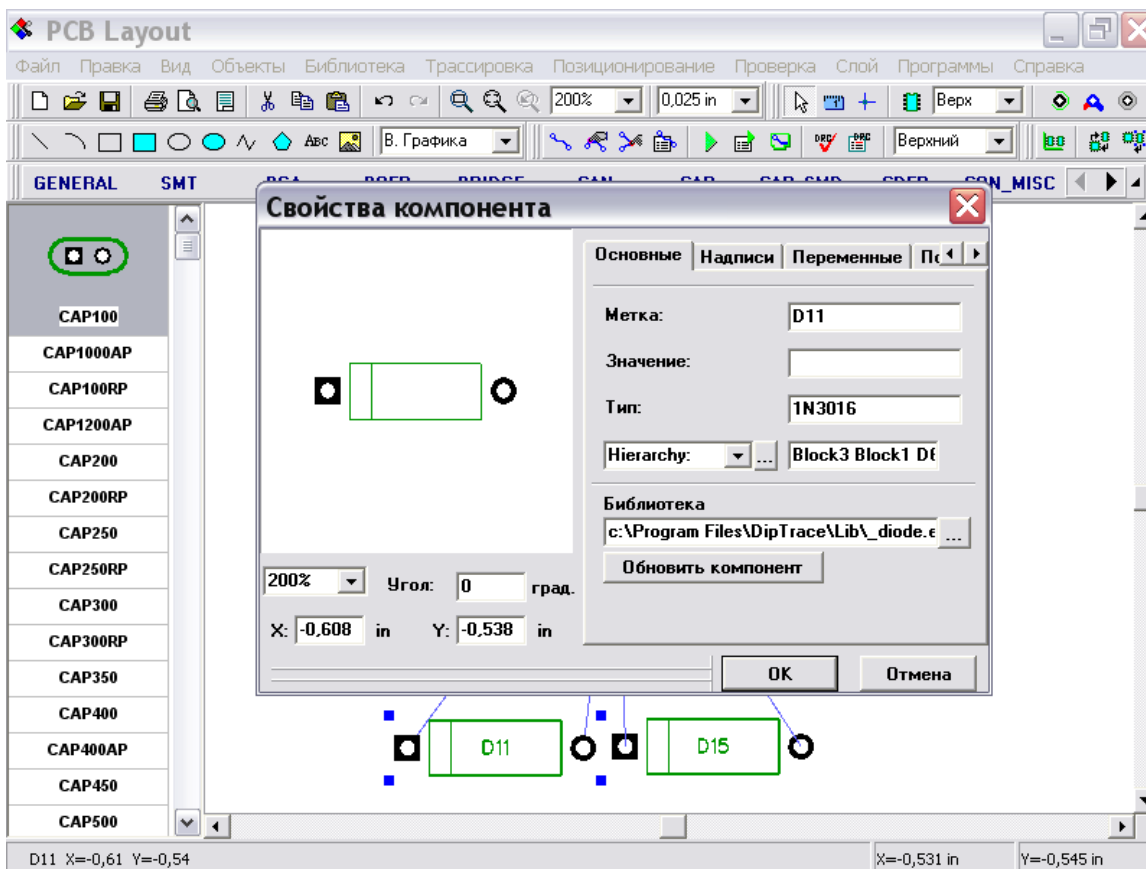 PCB Layout
Файл Правка Вид Объекты Библиотека Трассировка Позиционирование Проверка Слой Программы Справка
200% 0,025 in Верх
Abc В. Графика DRC DRC Верхний
GENERAL SMT CON_MISC
Свойства компонента
CAP100
CAP1000AP
CAP100RP
CAP1200AP
CAP200
CAP200RP
CAP250
CAP250RP
CAP300
CAP300RP
CAP350
CAP400
CAP400AP
CAP450
CAP500
Основные Надписи Переменные
Метка: D11
Значение:
Тип: 1N3016
Hierarchy: ... Block3 Block1
Библиотека
c:\Program Files\DipTrace\Lib\_diode.e ...
Обновить компонент
200% Угол: 0 град.
X: -0,608 in Y: -0,538 in
OK Отмена
D11 D15
D11 X=-0,61 Y=-0,54 X=-0,531 in Y=-0,545 in